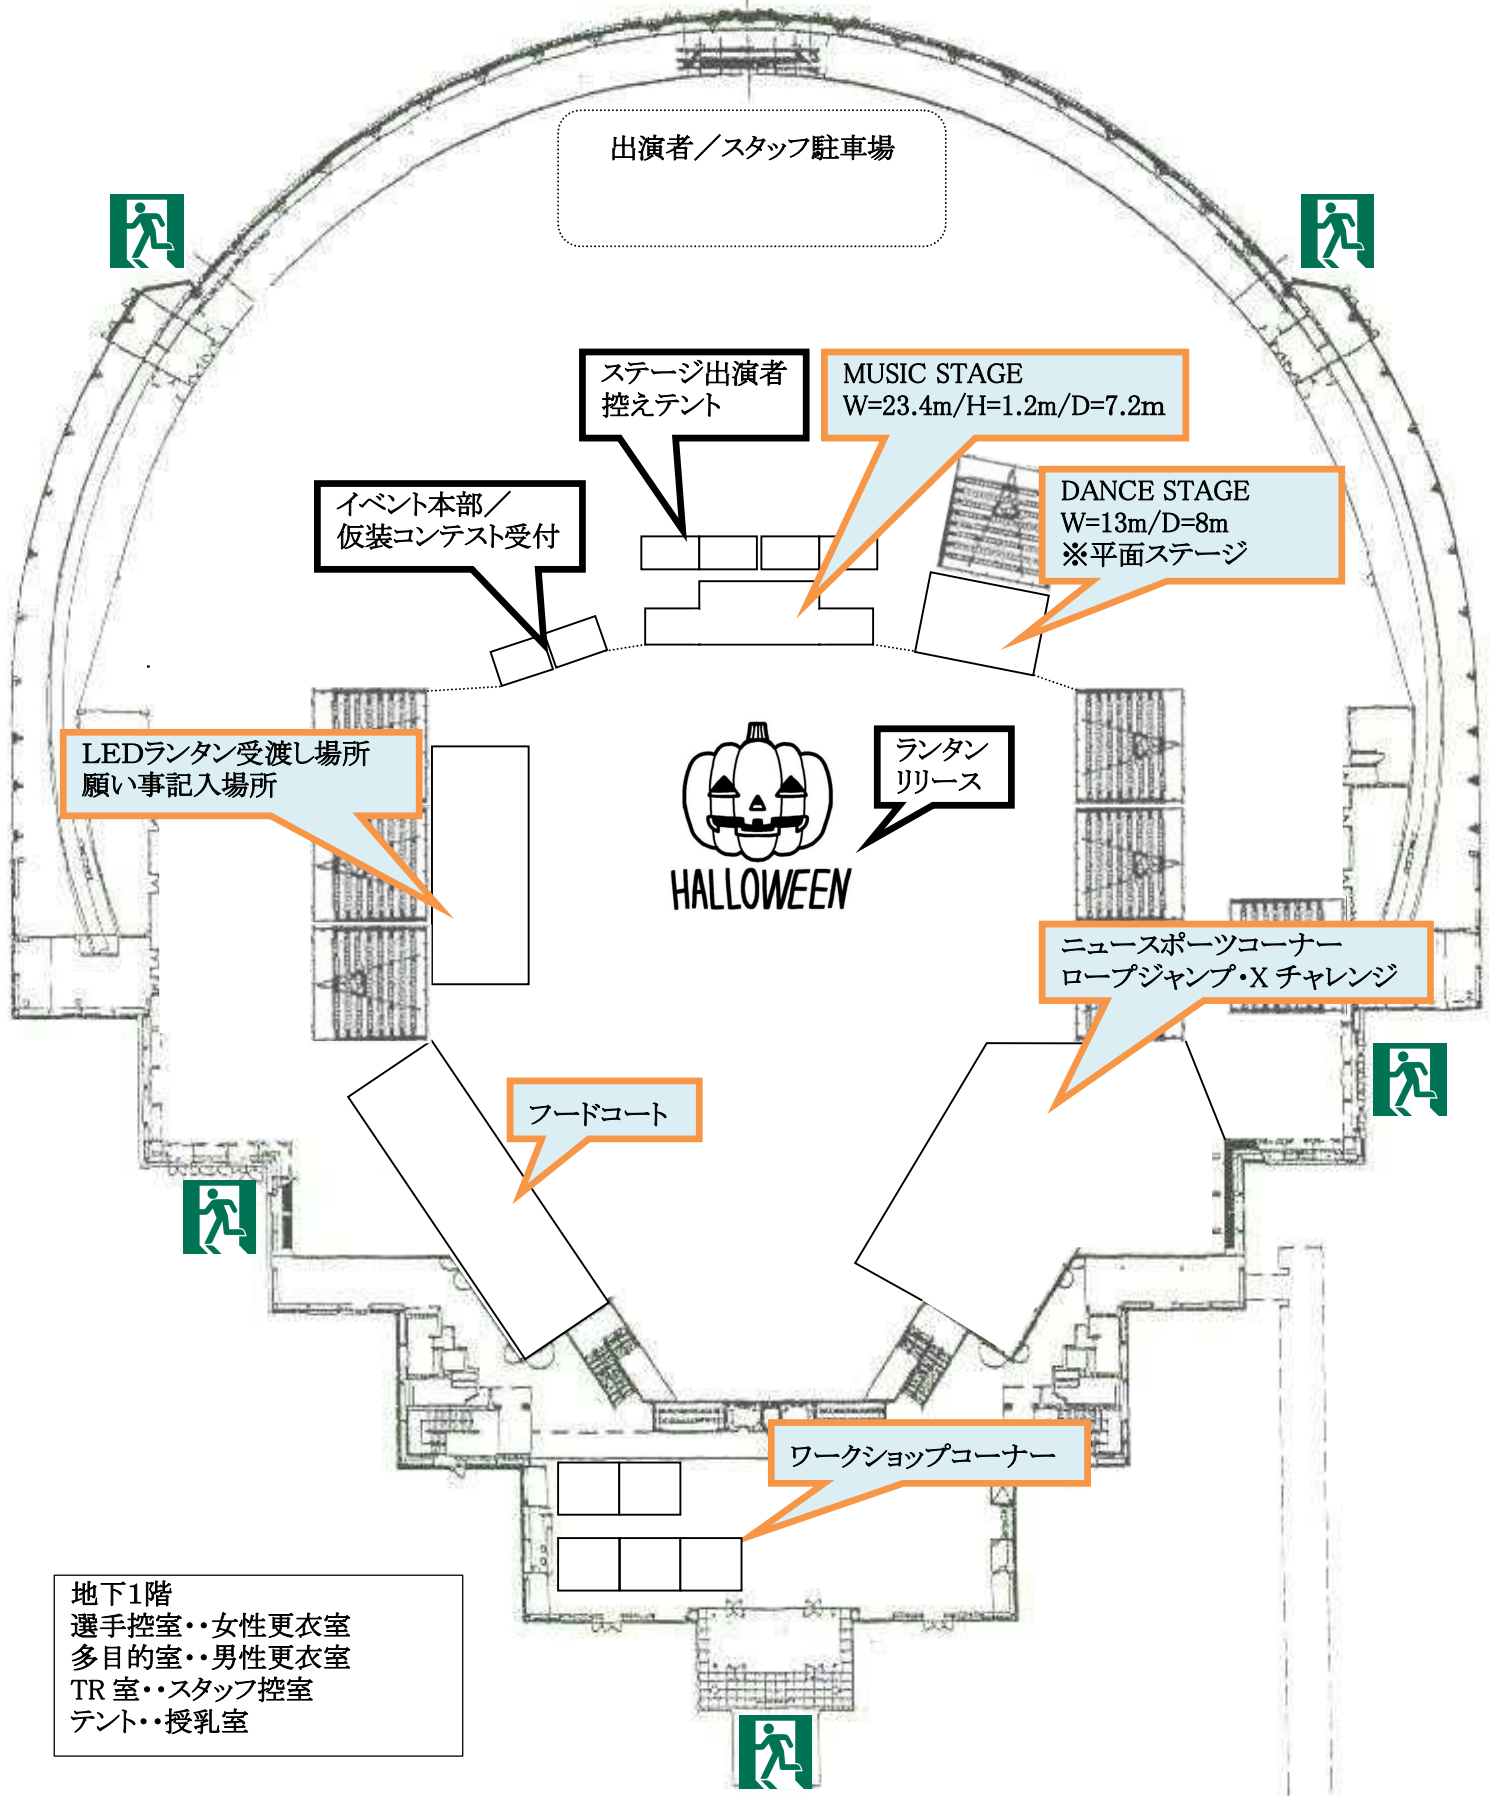 出演者／スタッフ駐車場
ステージ出演者
控えテント
MUSIC STAGE
W=23.4m/H=1.2m/D=7.2m
イベント本部／
仮装コンテスト受付
DANCE STAGE
W=13m/D=8m
※平面ステージ
LEDランタン受渡し場所
願い事記入場所
ランタン
リリース
HALLOWEEN
ニュースポーツコーナー
ロープジャンプ・X チャレンジ
フードコート
ワークショップコーナー
地下1階
選手控室・・女性更衣室
多目的室・・男性更衣室
TR 室・・スタッフ控室
テント・・授乳室